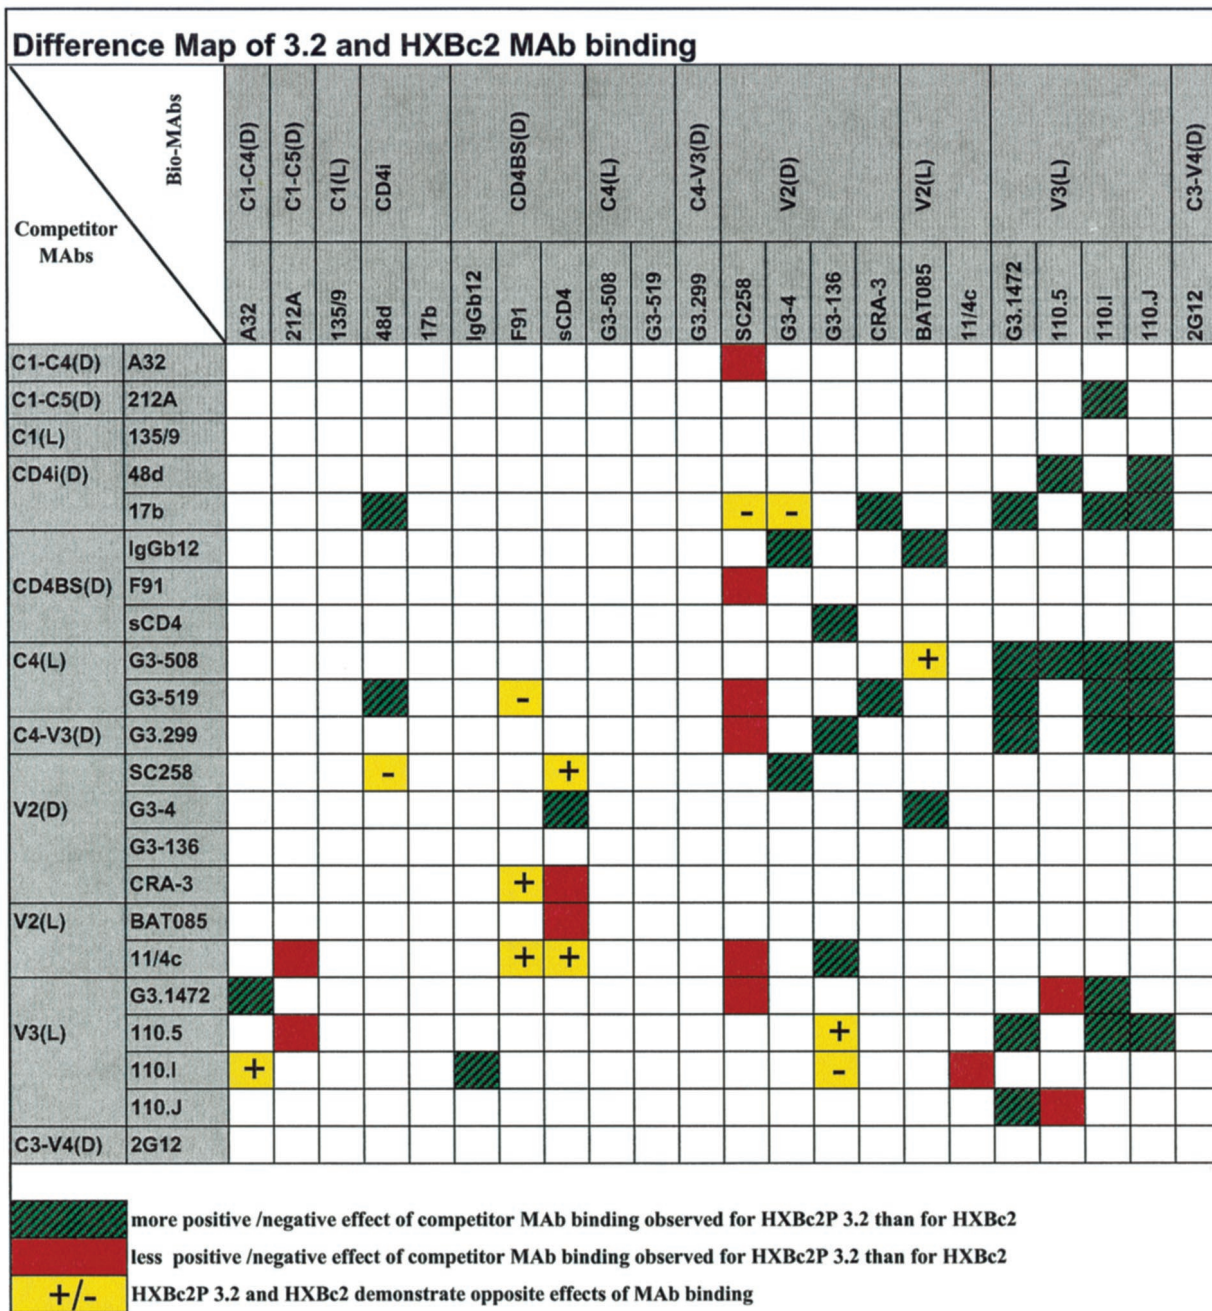 Difference Map of 3.2 and HXBc2 MAb binding
Bio-MAbs
Competitor
MAbs
C1-C4(D)
C1-C5(D)
C1(L)
CD4i
CD4BS(D)
C4(L)
C4-V3(D)
V2(D)
V2(L)
V3(L)
C3-V4(D)
A32
212A
135/9
48d
17b
IgGb12
F91
sCD4
G3-508
G3-519
G3.299
SC258
G3-4
G3-136
CRA-3
BAT085
11/4c
G3.1472
110.5
110.I
110.J
2G12
C1-C4(D) A32
C1-C5(D) 212A
C1(L) 135/9
CD4i(D) 48d
17b - -
IgGb12
CD4BS(D) F91
sCD4
C4(L) G3-508 +
G3-519 -
C4-V3(D) G3.299
SC258 - +
V2(D) G3-4
G3-136
CRA-3 +
V2(L) BAT085
11/4c + +
G3.1472
V3(L) 110.5 +
110.I + -
110.J
C3-V4(D) 2G12
more positive /negative effect of competitor MAb binding observed for HXBc2P 3.2 than for HXBc2
less positive /negative effect of competitor MAb binding observed for HXBc2P 3.2 than for HXBc2
+/- HXBc2P 3.2 and HXBc2 demonstrate opposite effects of MAb binding